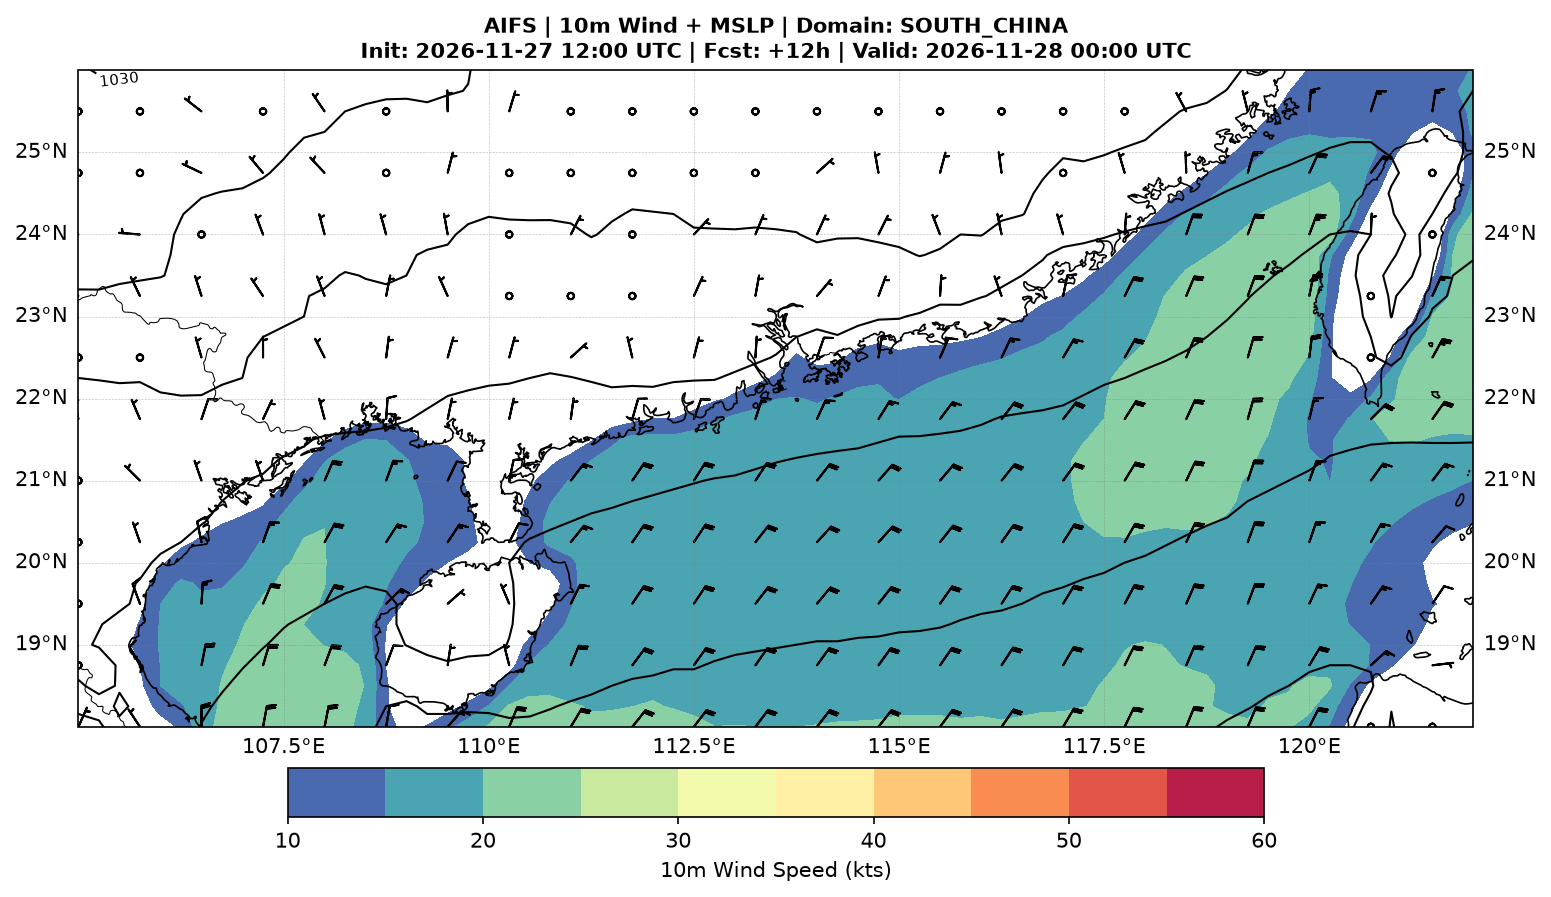 AIFS | 10m Wind + MSLP | Domain: SOUTH_CHINA
Init: 2026-11-27 12:00 UTC | Fcst: +12h | Valid: 2026-11-28 00:00 UTC
1030
25°N 25°N
24°N 24°N
23°N 23°N
22°N 22°N
21°N 21°N
20°N 20°N
19°N 19°N
107.5°E 110°E 112.5°E 115°E 117.5°E 120°E
10 20 30 40 50 60
10m Wind Speed (kts)